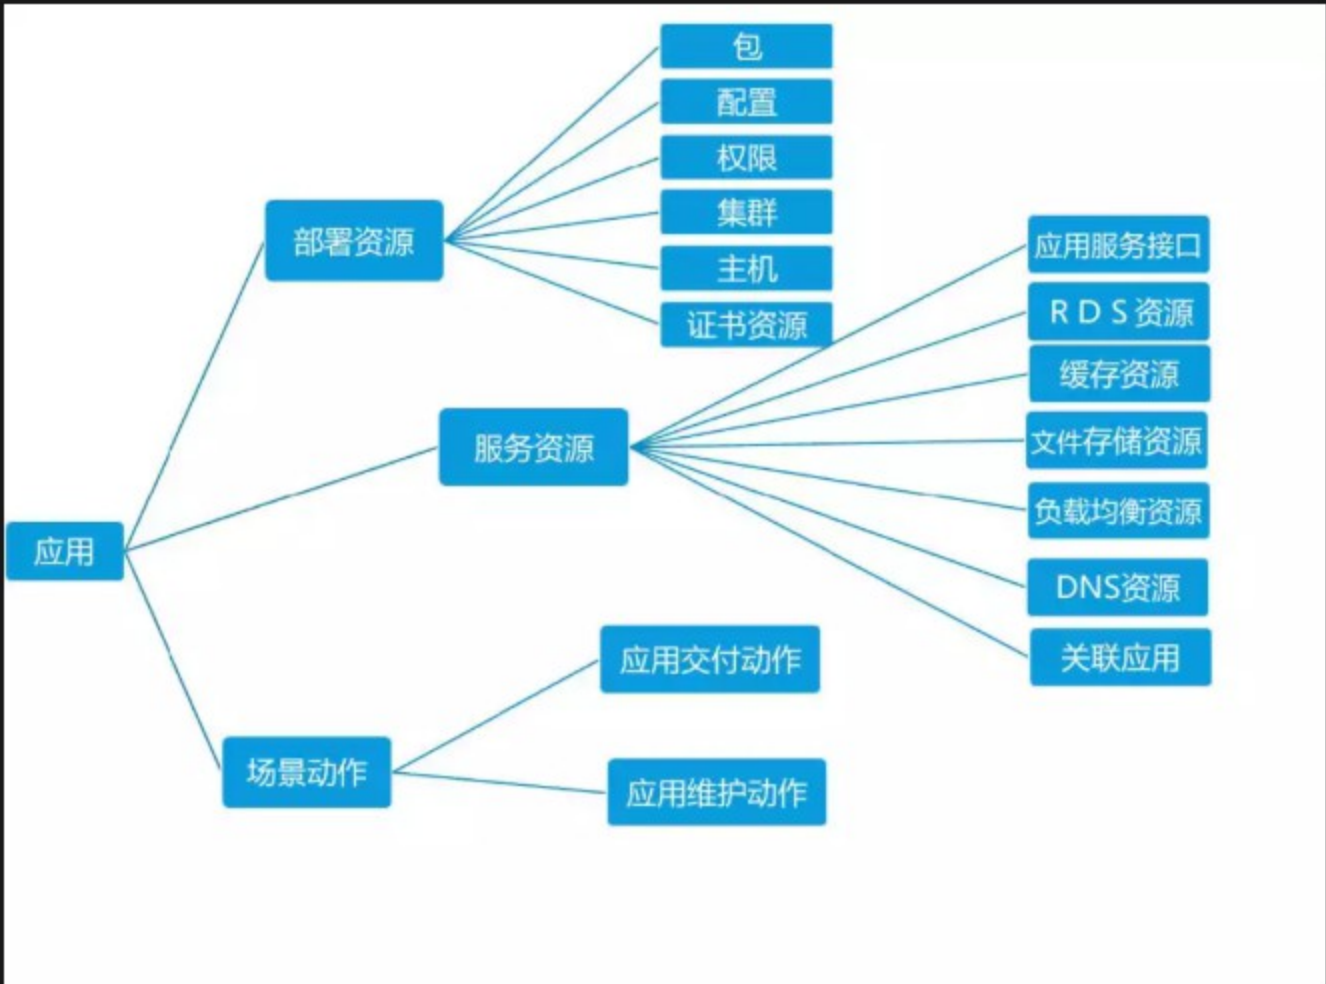 包
配置
权限
集群
主机
证书资源
部署资源
应用服务接口
RDS资源
缓存资源
文件存储资源
负载均衡资源
DNS资源
关联应用
服务资源
应用
应用交付动作
应用维护动作
场景动作